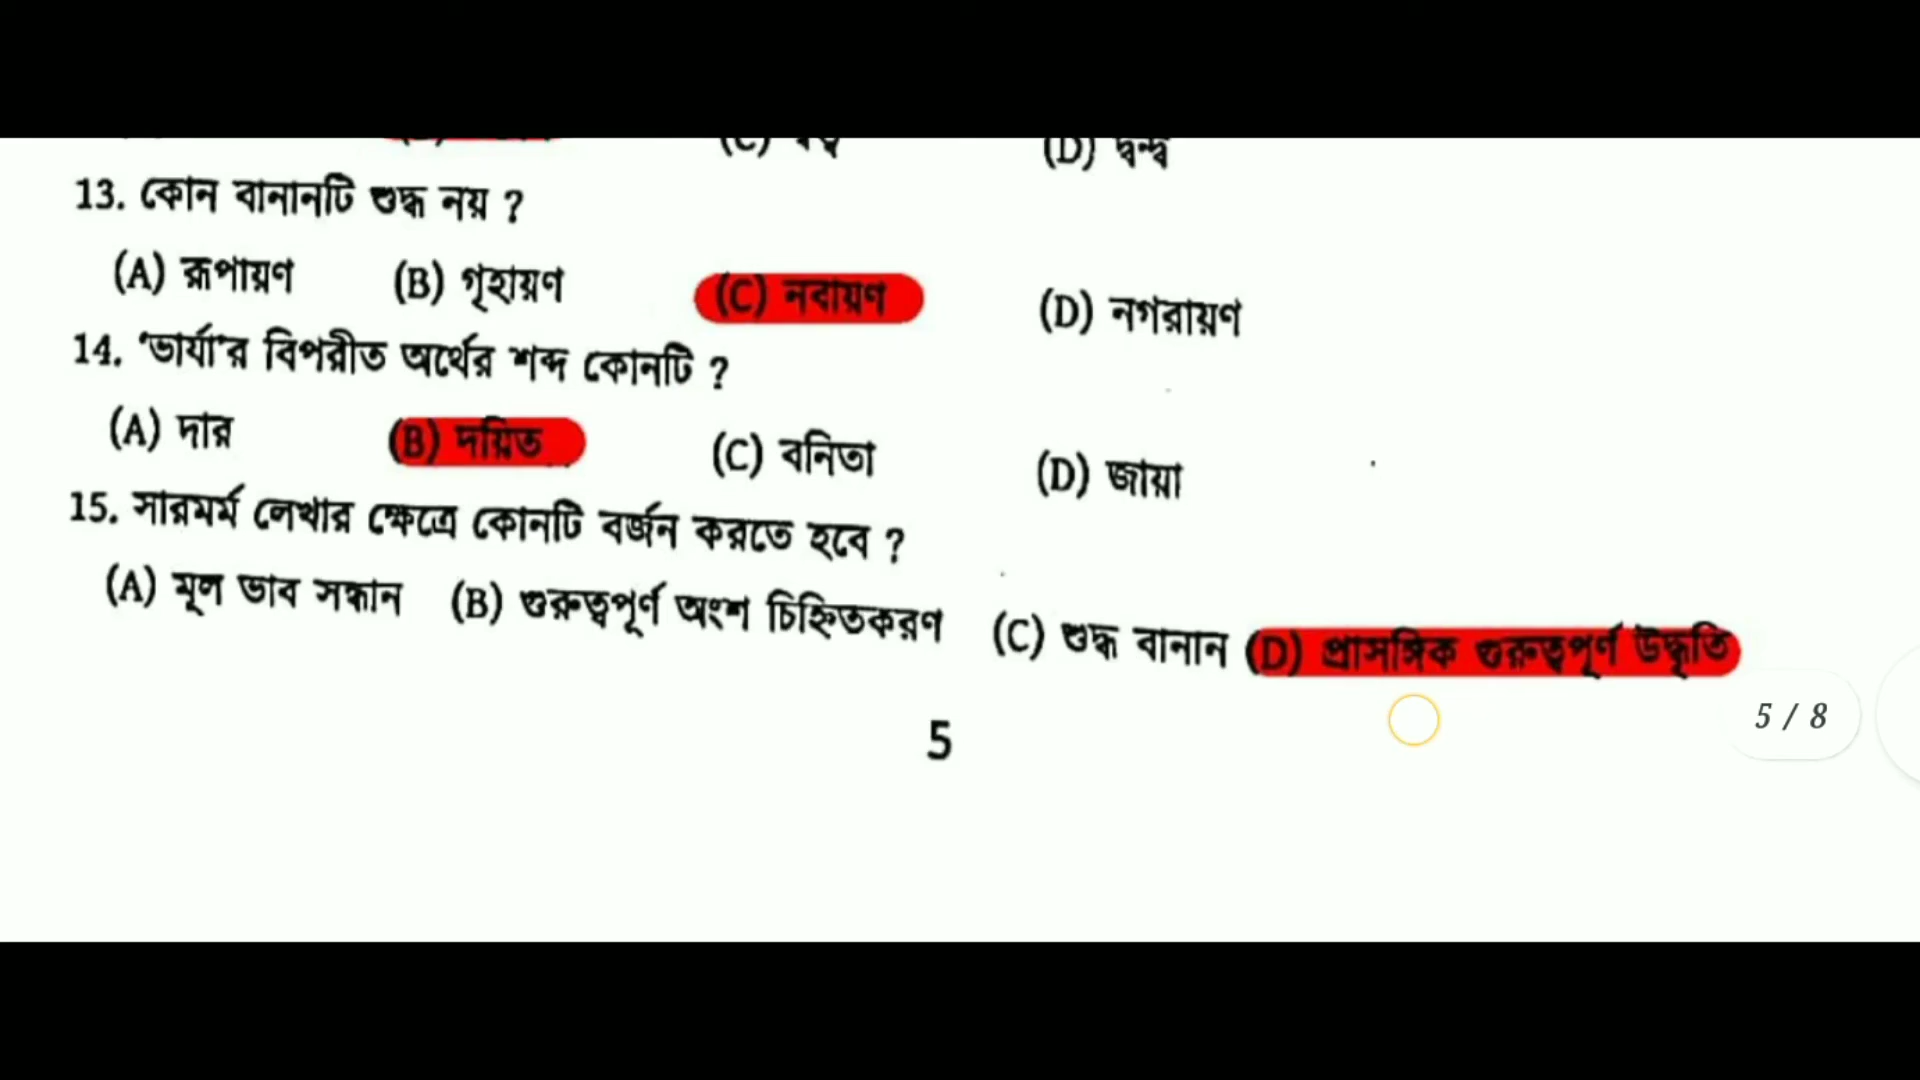 (D) দ্বন্দ্ব
13. কোন বানানটি শুদ্ধ নয় ?
(A) রূপায়ণ (B) গৃহায়ণ (C) নবায়ণ (D) নগরায়ণ
14. ‘ভার্যা’র বিপরীত অর্থের শব্দ কোনটি ?
(A) দার (B) দয়িত (C) বনিতা (D) জায়া
15. সারমর্ম লেখার ক্ষেত্রে কোনটি বর্জন করতে হবে ?
(A) মূল ভাব সন্ধান (B) গুরুত্বপূর্ণ অংশ চিহ্নিতকরণ (C) শুদ্ধ বানান (D) প্রাসঙ্গিক গুরুত্বপূর্ণ উদ্ধৃতি
5 / 8
5